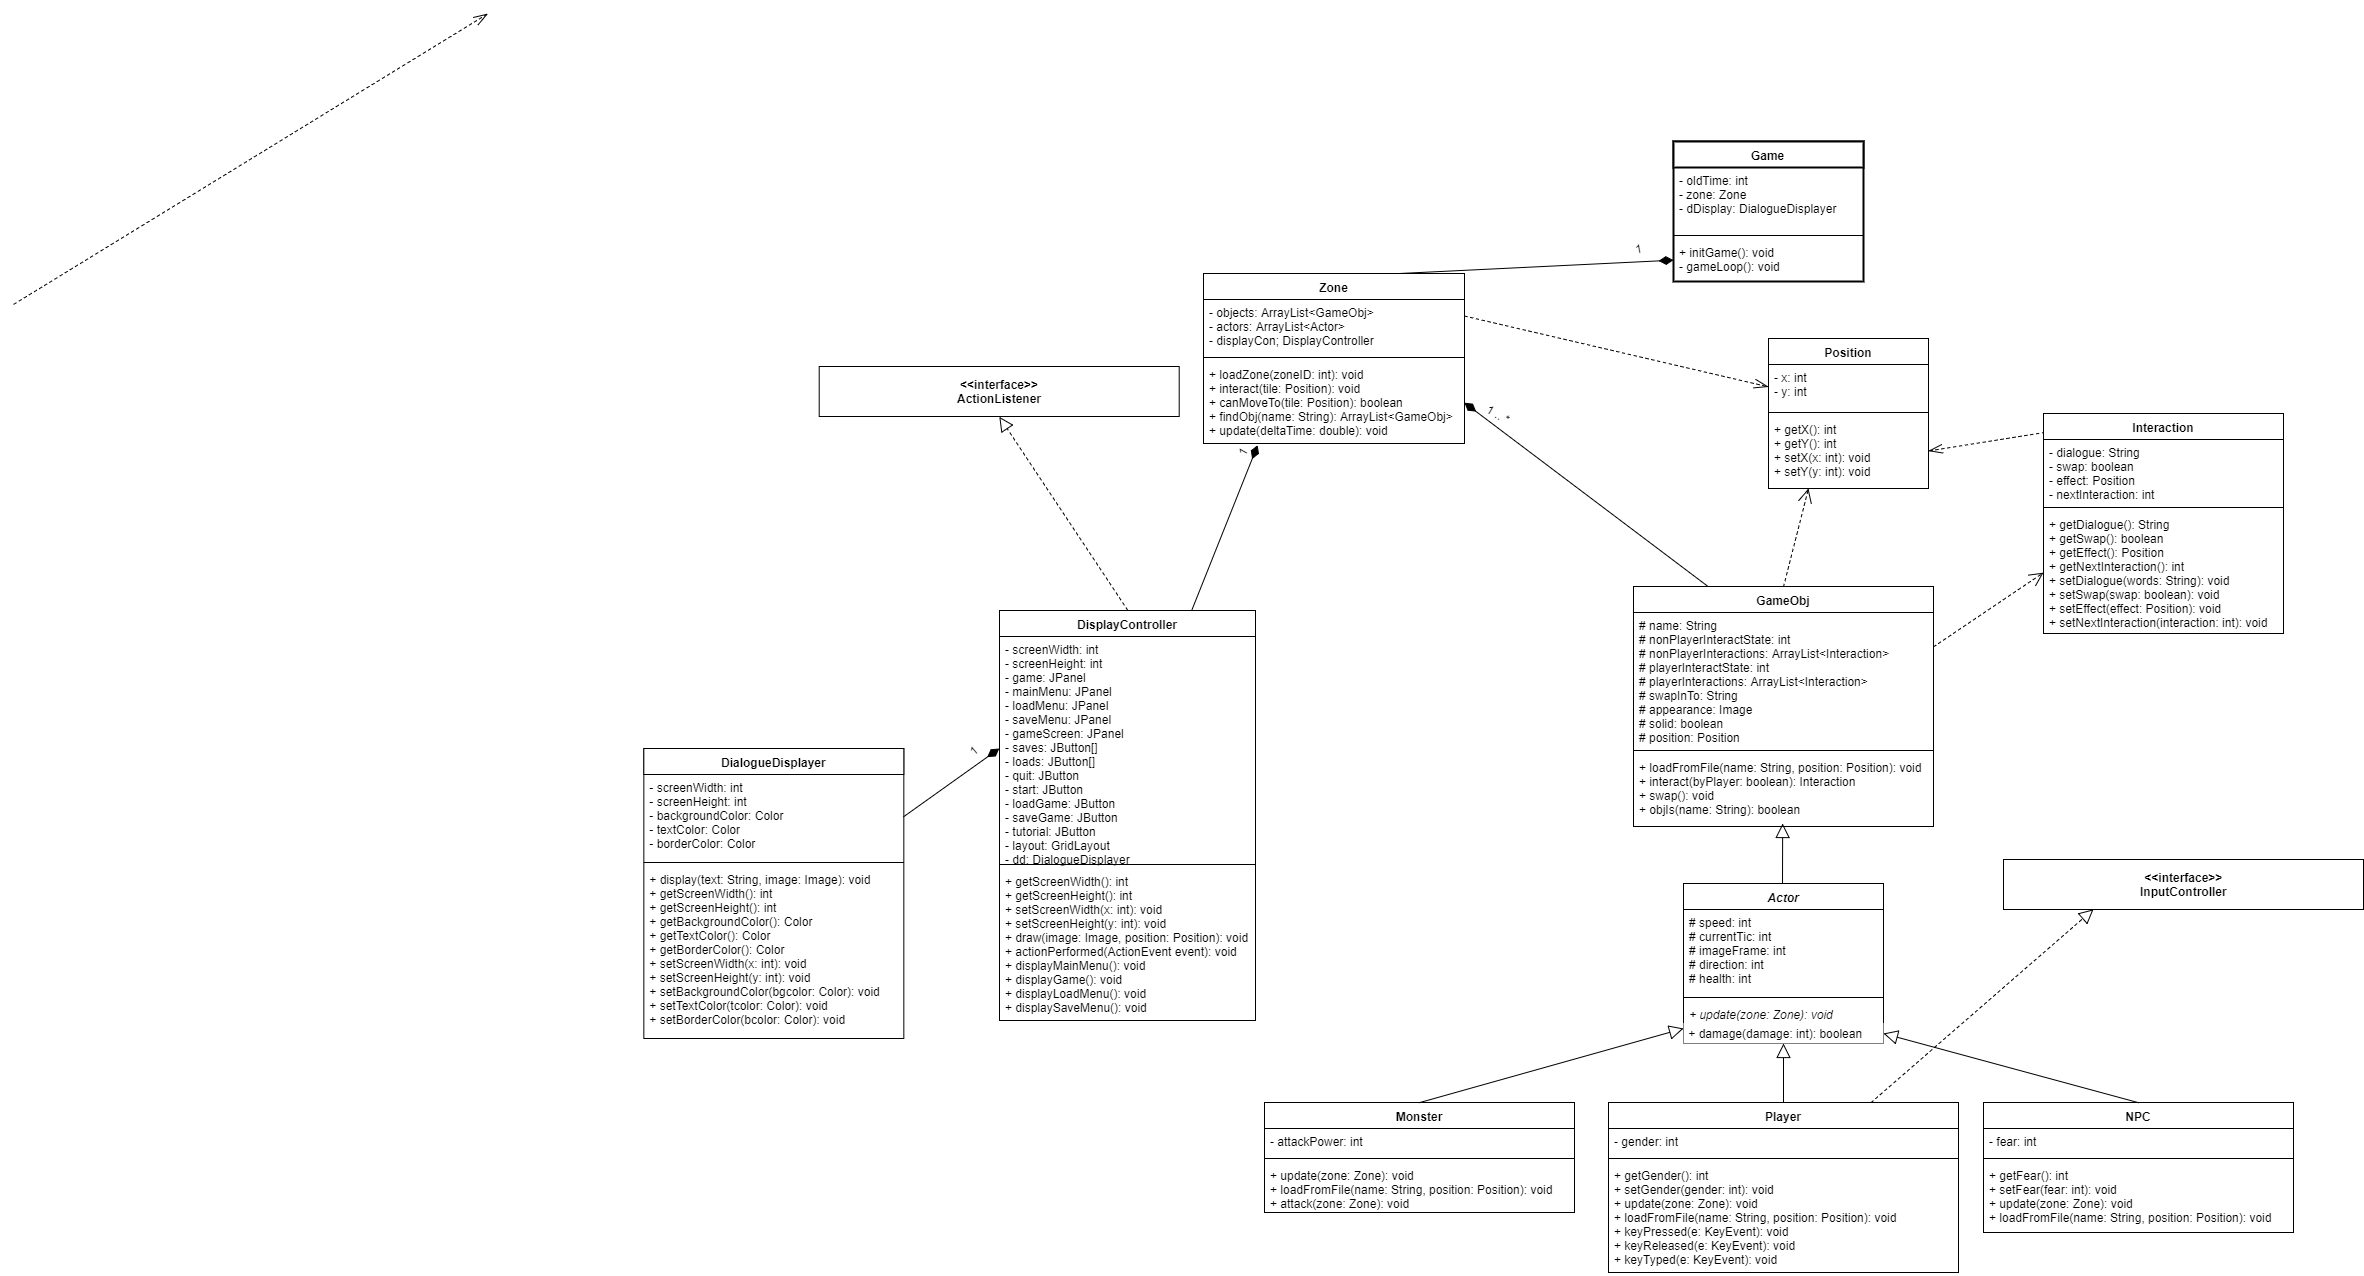 Game
- oldTime: int
- zone: Zone
- dDisplay: DialogueDisplayer
+ initGame(): void
- gameLoop(): void
1
Zone
- objects: ArrayList<GameObj>
- actors: ArrayList<Actor>
- displayCon; DisplayController
+ loadZone(zoneID: int): void
+ interact(tile: Position): void
+ canMoveTo(tile: Position): boolean
+ findObj(name: String): ArrayList<GameObj>
+ update(deltaTime: double): void
1
1..*
Position
- x: int
- y: int
+ getX(): int
+ getY(): int
+ setX(x: int): void
+ setY(y: int): void
<<interface>>
ActionListener
Interaction
- dialogue: String
- swap: boolean
- effect: Position
- nextInteraction: int
+ getDialogue(): String
+ getSwap(): boolean
+ getEffect(): Position
+ getNextInteraction(): int
+ setDialogue(words: String): void
+ setSwap(swap: boolean): void
+ setEffect(effect: Position): void
+ setNextInteraction(interaction: int): void
GameObj
# name: String
# nonPlayerInteractState: int
# nonPlayerInteractions: ArrayList<Interaction>
# playerInteractState: int
# playerInteractions: ArrayList<Interaction>
# swapInTo: String
# appearance: Image
# solid: boolean
# position: Position
+ loadFromFile(name: String, position: Position): void
+ interact(byPlayer: boolean): Interaction
+ swap(): void
+ objIs(name: String): boolean
DisplayController
- screenWidth: int
- screenHeight: int
- game: JPanel
- mainMenu: JPanel
- loadMenu: JPanel
- saveMenu: JPanel
- gameScreen: JPanel
- saves: JButton[]
- loads: JButton[]
- quit: JButton
- start: JButton
- loadGame: JButton
- saveGame: JButton
- tutorial: JButton
- layout: GridLayout
- dd: DialogueDisplayer
+ getScreenWidth(): int
+ getScreenHeight(): int
+ setScreenWidth(x: int): void
+ setScreenHeight(y: int): void
+ draw(image: Image, position: Position): void
+ actionPerformed(ActionEvent event): void
+ displayMainMenu(): void
+ displayGame(): void
+ displayLoadMenu(): void
+ displaySaveMenu(): void
1
DialogueDisplayer
- screenWidth: int
- screenHeight: int
- backgroundColor: Color
- textColor: Color
- borderColor: Color
+ display(text: String, image: Image): void
+ getScreenWidth(): int
+ getScreenHeight(): int
+ getBackgroundColor(): Color
+ getTextColor(): Color
+ getBorderColor(): Color
+ setScreenWidth(x: int): void
+ setScreenHeight(y: int): void
+ setBackgroundColor(bgcolor: Color): void
+ setTextColor(tcolor: Color): void
+ setBorderColor(bcolor: Color): void
<<interface>>
InputController
Actor
# speed: int
# currentTic: int
# imageFrame: int
# direction: int
# health: int
+ update(zone: Zone): void
+ damage(damage: int): boolean
Monster
- attackPower: int
+ update(zone: Zone): void
+ loadFromFile(name: String, position: Position): void
+ attack(zone: Zone): void
Player
- gender: int
+ getGender(): int
+ setGender(gender: int): void
+ update(zone: Zone): void
+ loadFromFile(name: String, position: Position): void
+ keyPressed(e: KeyEvent): void
+ keyReleased(e: KeyEvent): void
+ keyTyped(e: KeyEvent): void
NPC
- fear: int
+ getFear(): int
+ setFear(fear: int): void
+ update(zone: Zone): void
+ loadFromFile(name: String, position: Position): void